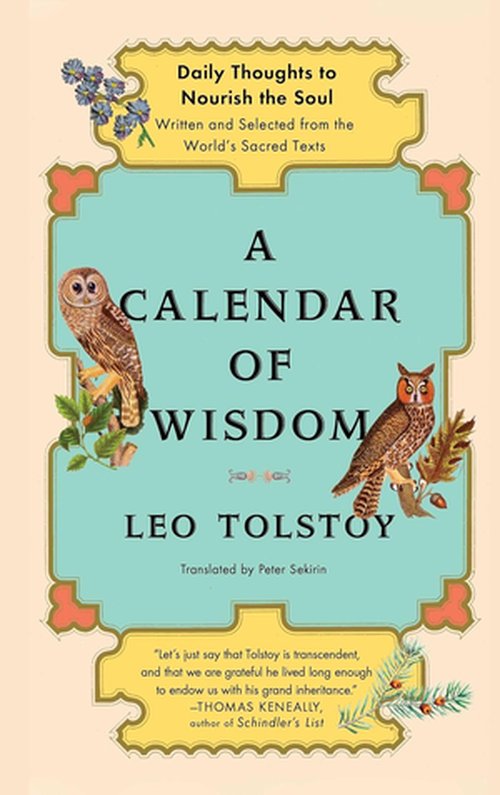 Daily Thoughts to
Nourish the Soul
Written and Selected from the
World's Sacred Texts
A
CALENDAR
OF
WISDOM
LEO TOLSTOY
Translated by Peter Sekirin
"Let's just say that Tolstoy is transcendent,
and that we are grateful he lived long enough
to endow us with his grand inheritance."
—THOMAS KENEALLY,
author of Schindler's List